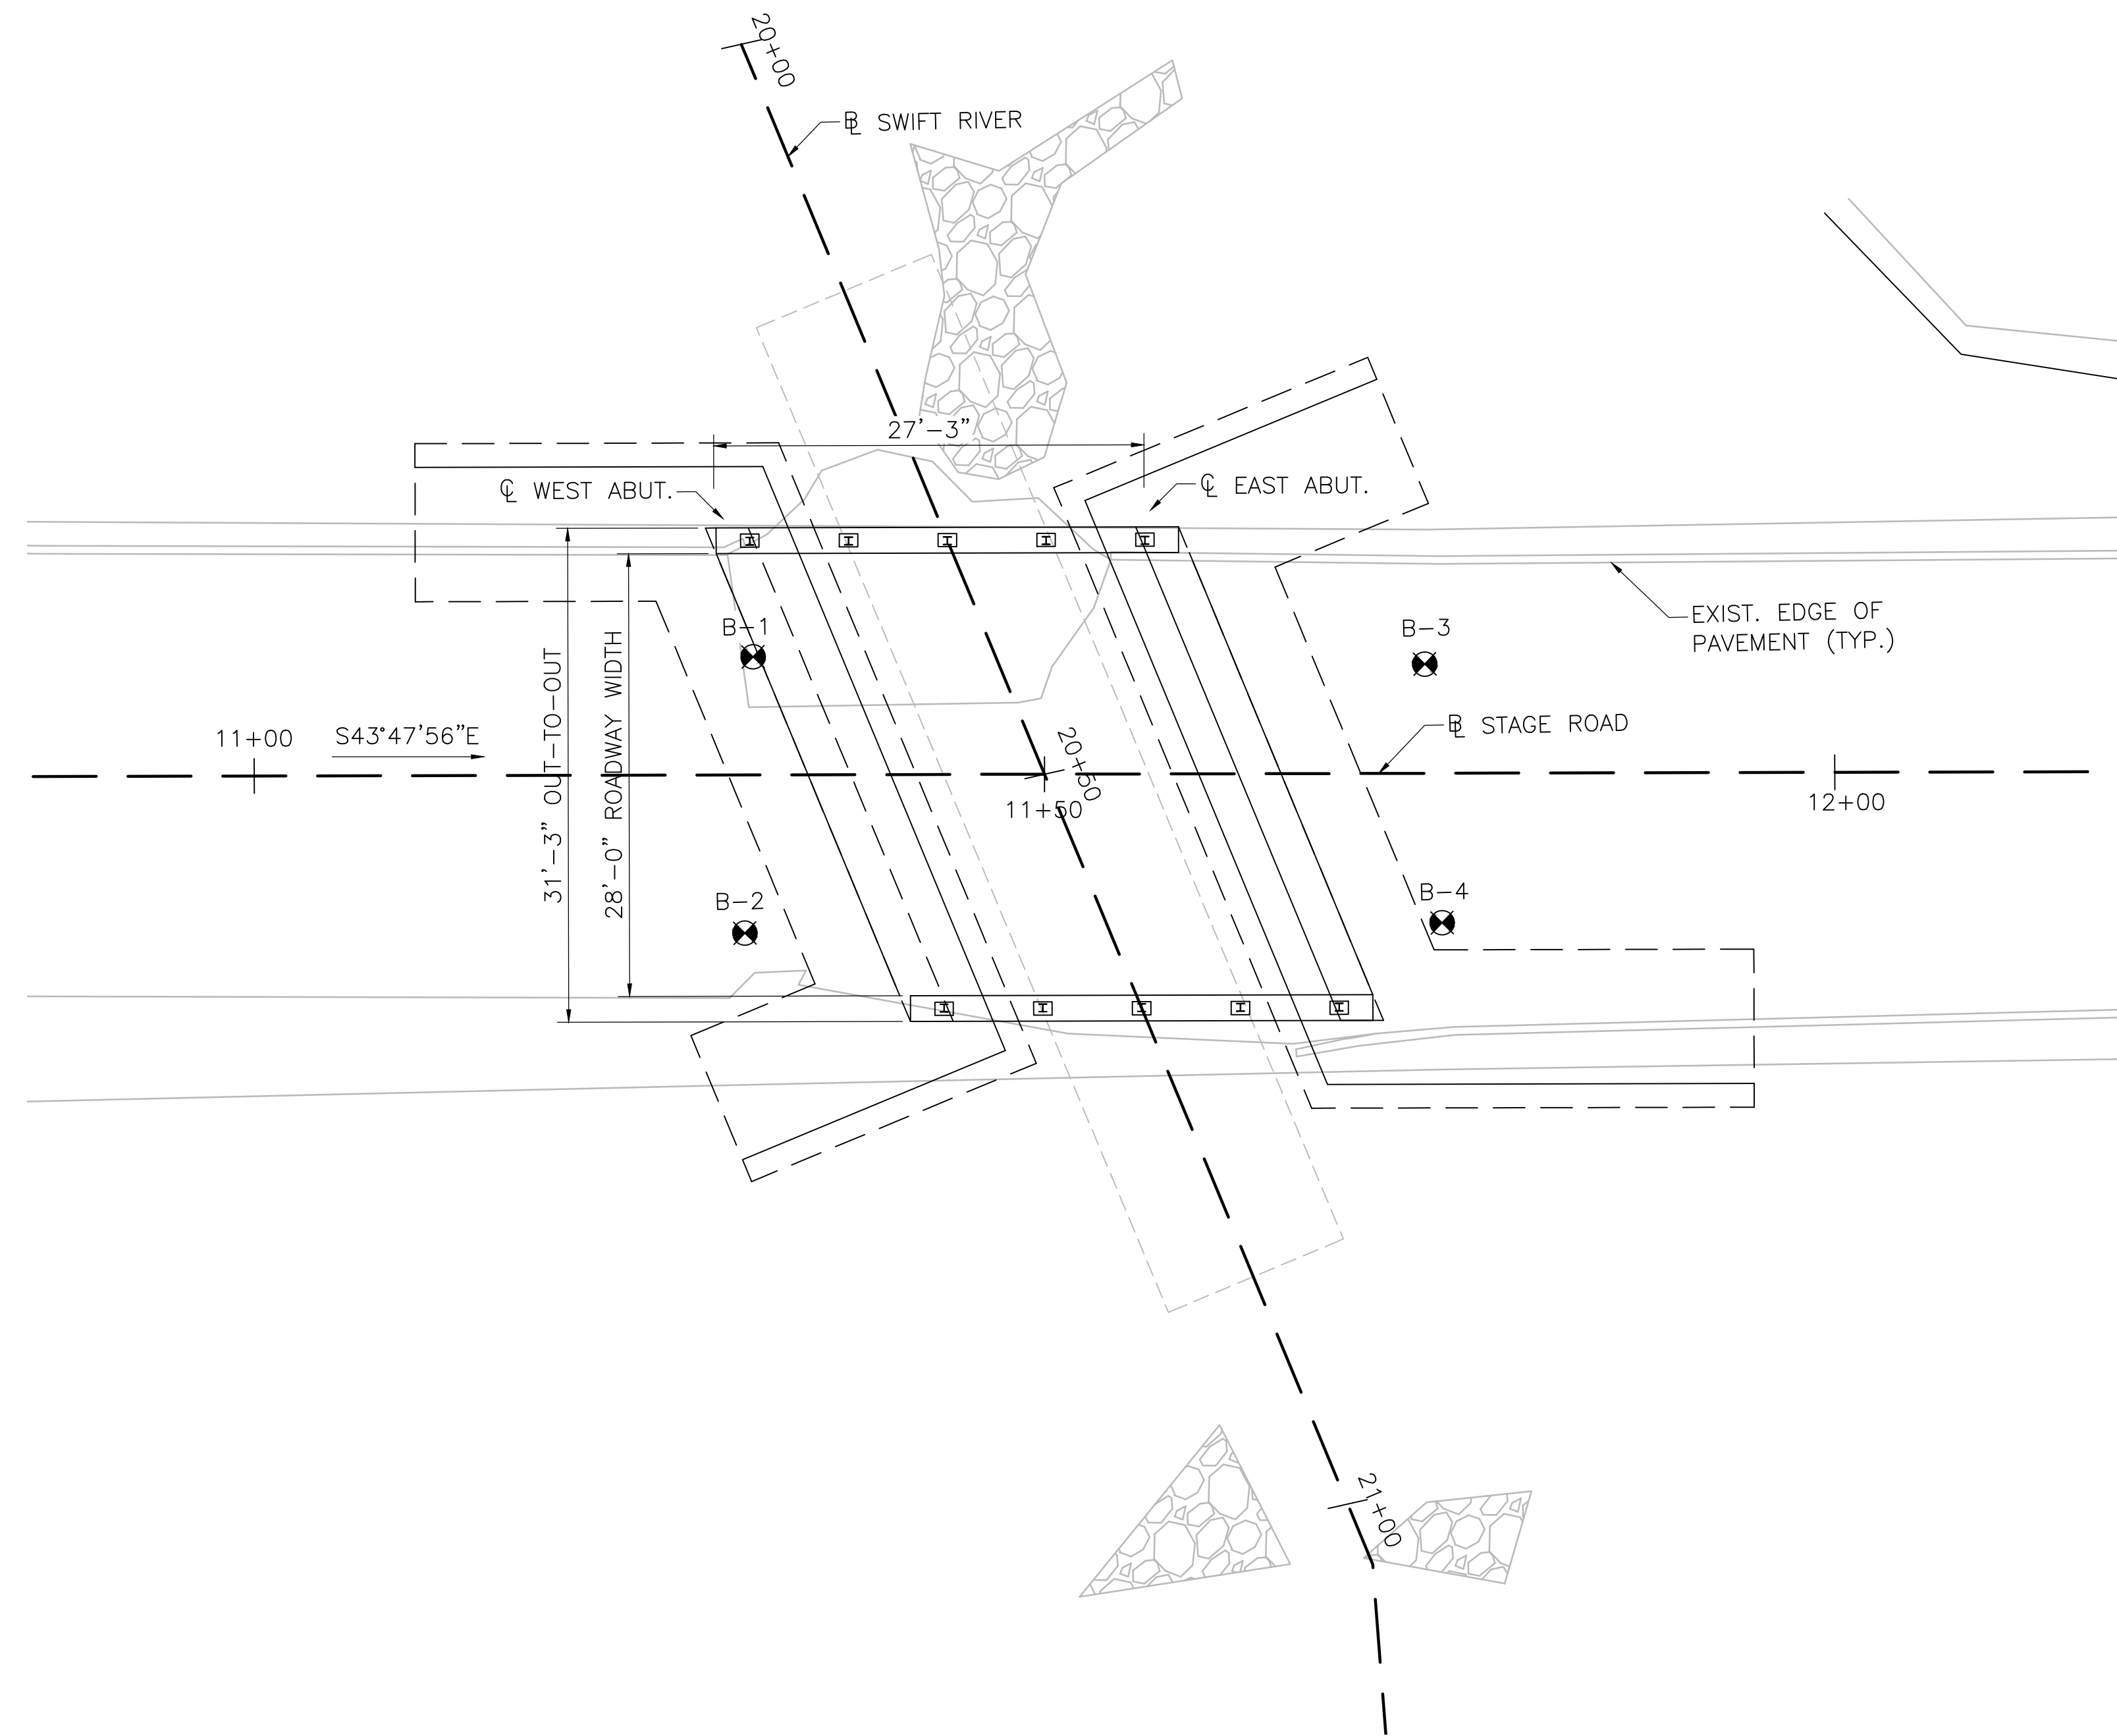 20+00
℄ SWIFT RIVER
27'-3"
℄ WEST ABUT.
℄ EAST ABUT.
B-1
B-3
EXIST. EDGE OF
PAVEMENT (TYP.)
31'-3" OUT-TO-OUT
28'-0" ROADWAY WIDTH
11+00
S43°47'56"E
20+50
11+50
℄ STAGE ROAD
12+00
B-2
B-4
21+00